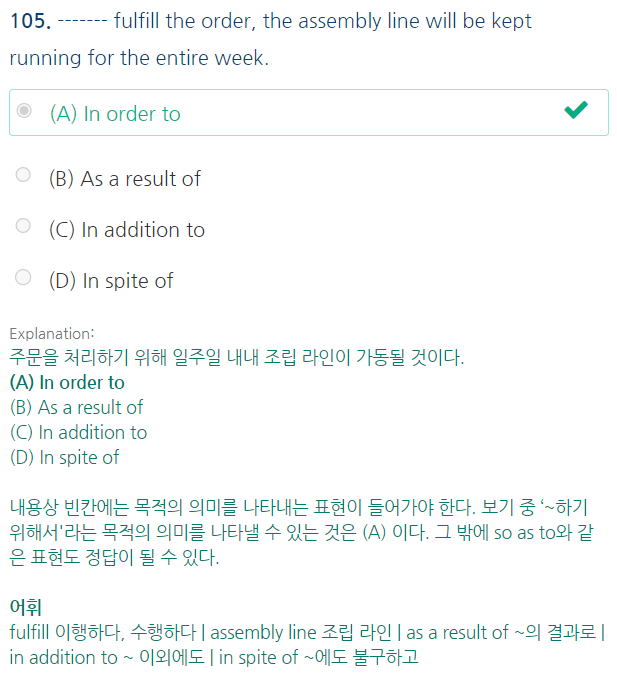 105. ------- fulfill the order, the assembly line will be kept
running for the entire week.
(A) In order to
(B) As a result of
(C) In addition to
(D) In spite of
Explanation:
주문을 처리하기 위해 일주일 내내 조립 라인이 가동될 것이다.
(A) In order to
(B) As a result of
(C) In addition to
(D) In spite of
내용상 빈칸에는 목적의 의미를 나타내는 표현이 들어가야 한다. 보기 중 ‘~하기
위해서'라는 목적의 의미를 나타낼 수 있는 것은 (A) 이다. 그 밖에 so as to와 같
은 표현도 정답이 될 수 있다.
어휘
fulfill 이행하다, 수행하다 | assembly line 조립 라인 | as a result of ~의 결과로 |
in addition to ~ 이외에도 | in spite of ~에도 불구하고